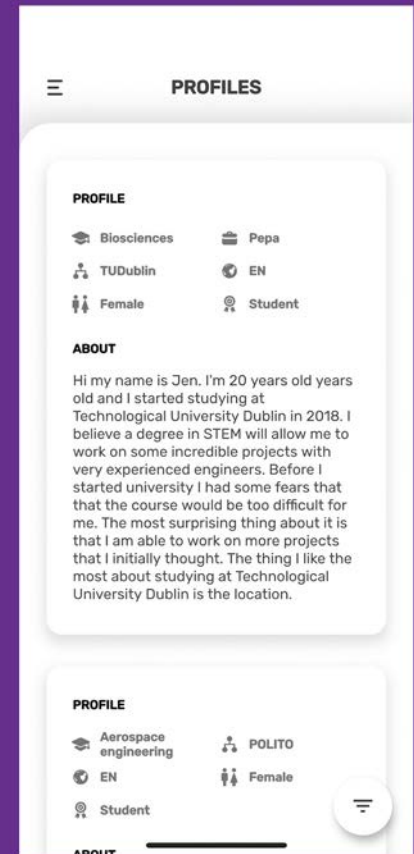 PROFILES
PROFILE
Biosciences Pepa
TUDublin EN
Female Student
ABOUT
Hi my name is Jen. I'm 20 years old years
old and I started studying at
Technological University Dublin in 2018. I
believe a degree in STEM will allow me to
work on some incredible projects with
very experienced engineers. Before I
started university I had some fears that
that the course would be too difficult for
me. The most surprising thing about it is
that I am able to work on more projects
that I initially thought. The thing I like the
most about studying at Technological
University Dublin is the location.
PROFILE
Aerospace
engineering POLITO
EN Female
Student
ABOUT